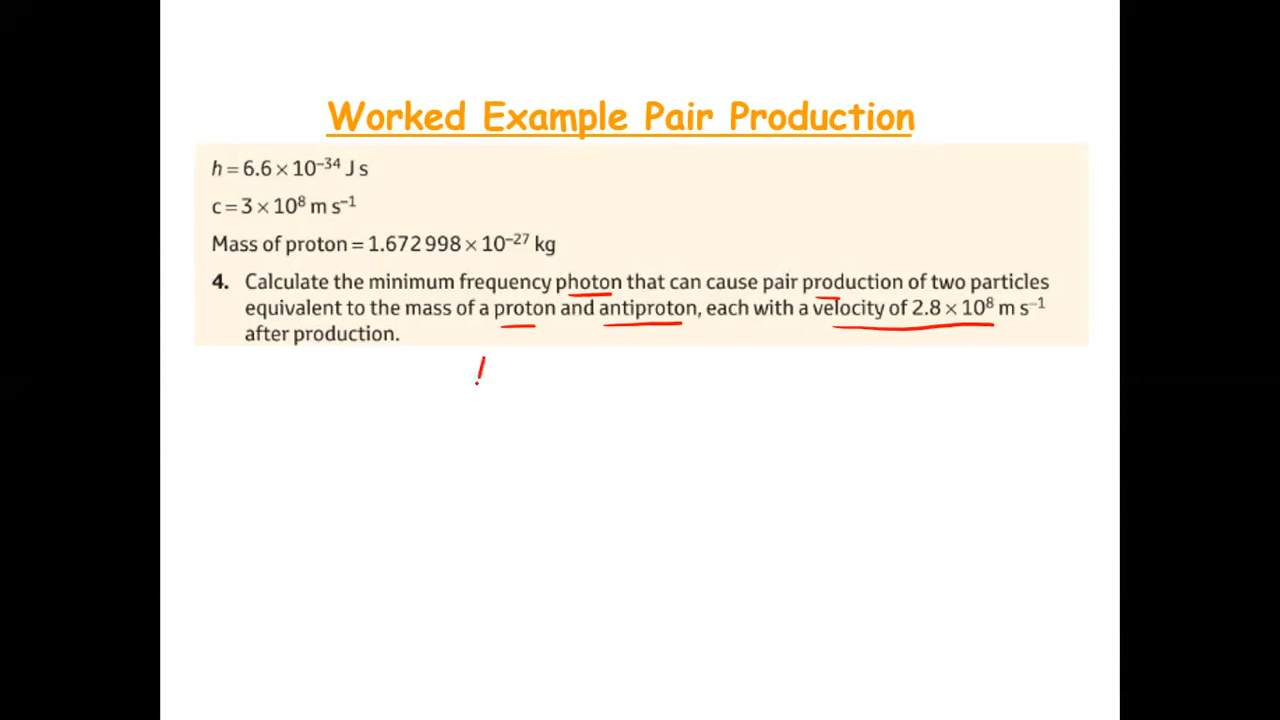 Worked Example Pair Production
h = 6.6 × 10⁻³⁴ J s
c = 3 × 10⁸ m s⁻¹
Mass of proton = 1.672 998 × 10⁻²⁷ kg
4. Calculate the minimum frequency photon that can cause pair production of two particles
equivalent to the mass of a proton and antiproton, each with a velocity of 2.8 × 10⁸ m s⁻¹
after production.